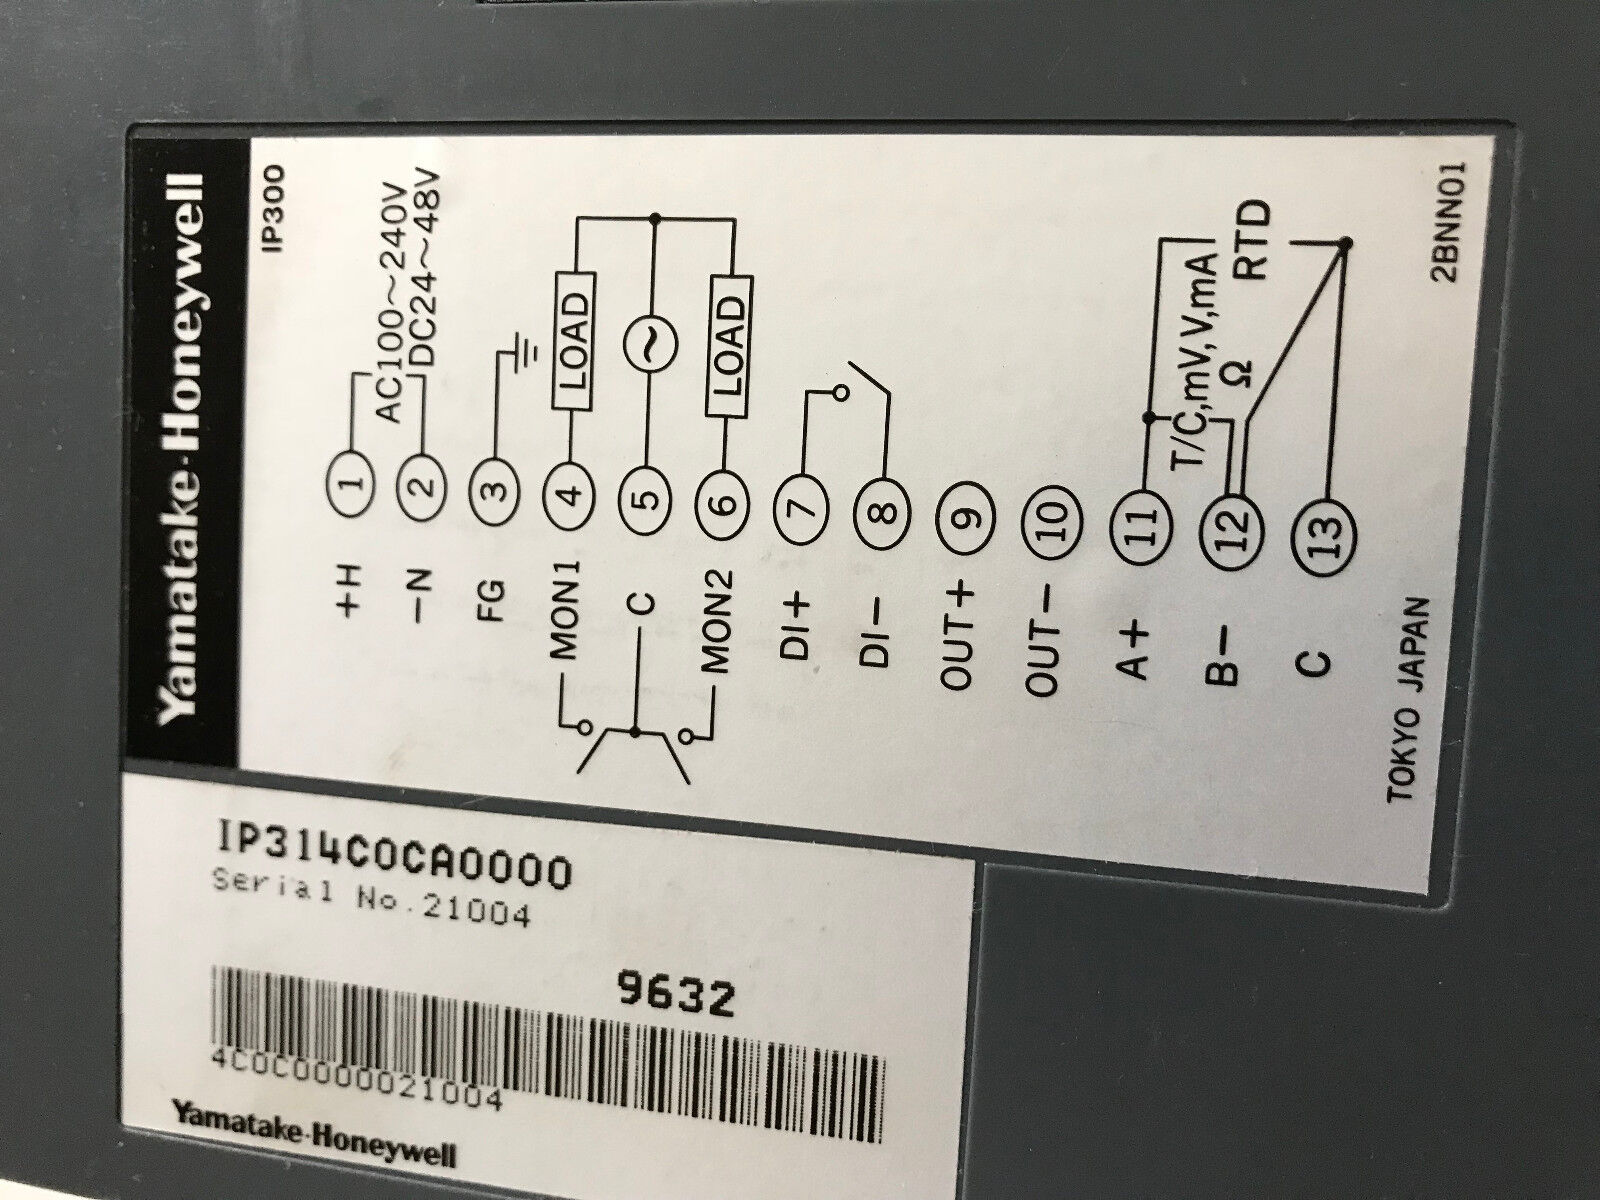 Yamatake·Honeywell
IP300
+H 1 AC100~240V
-N 2 DC24~48V
FG 3
MON1 4 LOAD
C 5 ~
MON2 6 LOAD
DI+ 7
DI- 8
OUT+ 9
OUT- 10
A+ 11
B- 12 T/C,mV,V,mA
Ω RTD
C 13
TOKYO JAPAN 2BNN01
IP314C0CA0000
Serial No.21004
9632
4C0C0000021004
Yamatake·Honeywell